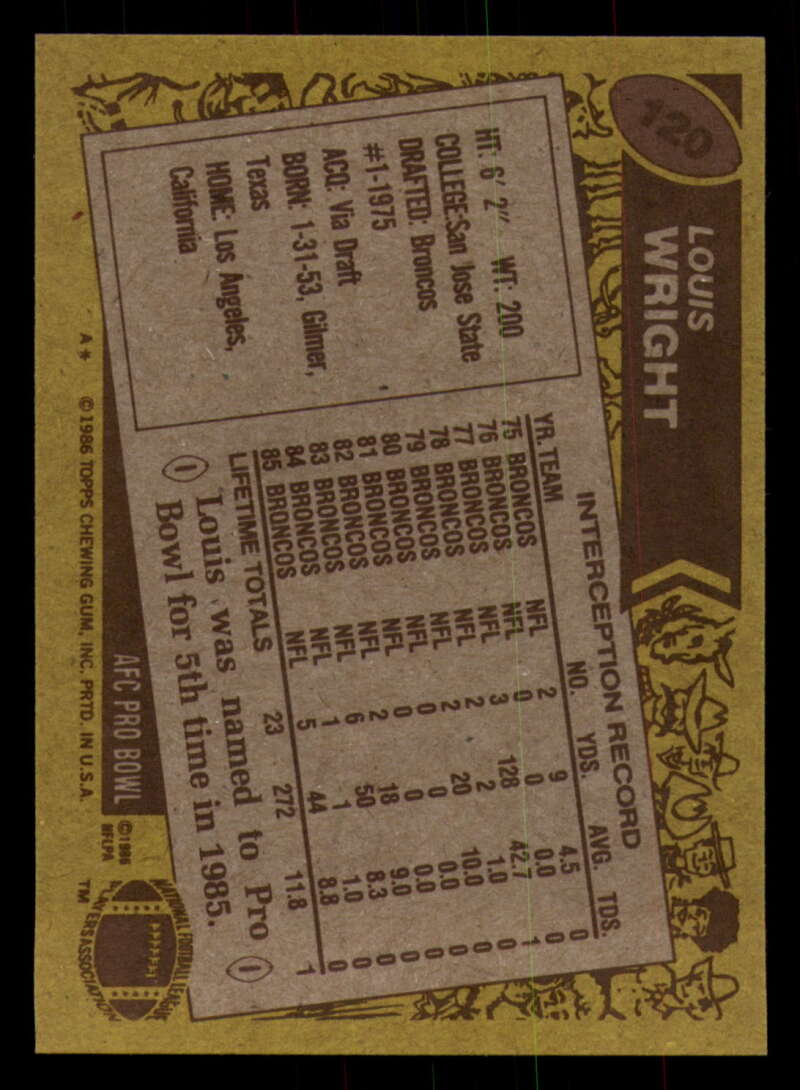 120
LOUIS
WRIGHT
HT: 6' 2" WT: 200
COLLEGE: San Jose State
DRAFTED: Broncos
#1-1975
ACQ: Via Draft
BORN: 1-31-53, Gilmer,
Texas
HOME: Los Angeles,
California
INTERCEPTION RECORD
YR. TEAM NO. YDS. AVG. TDS.
75 BRONCOS NFL 2 9 4.5 0
76 BRONCOS NFL 0 0 0.0 0
77 BRONCOS NFL 3 128 42.7 1
78 BRONCOS NFL 2 2 1.0 0
79 BRONCOS NFL 2 20 10.0 0
80 BRONCOS NFL 0 0 0.0 0
81 BRONCOS NFL 0 0 0.0 0
82 BRONCOS NFL 2 18 9.0 0
83 BRONCOS NFL 6 50 8.3 0
84 BRONCOS NFL 1 1 1.0 0
85 BRONCOS NFL 5 44 8.8 0
LIFETIME TOTALS 23 272 11.8 1
Louis was named to Pro
Bowl for 5th time in 1985.
AFC PRO BOWL
©1986
NFLPA
A* ©1986 TOPPS CHEWING GUM, INC. PRTD. IN U.S.A.
NATIONAL FOOTBALL LEAGUE
PLAYERS ASSOCIATION
TM